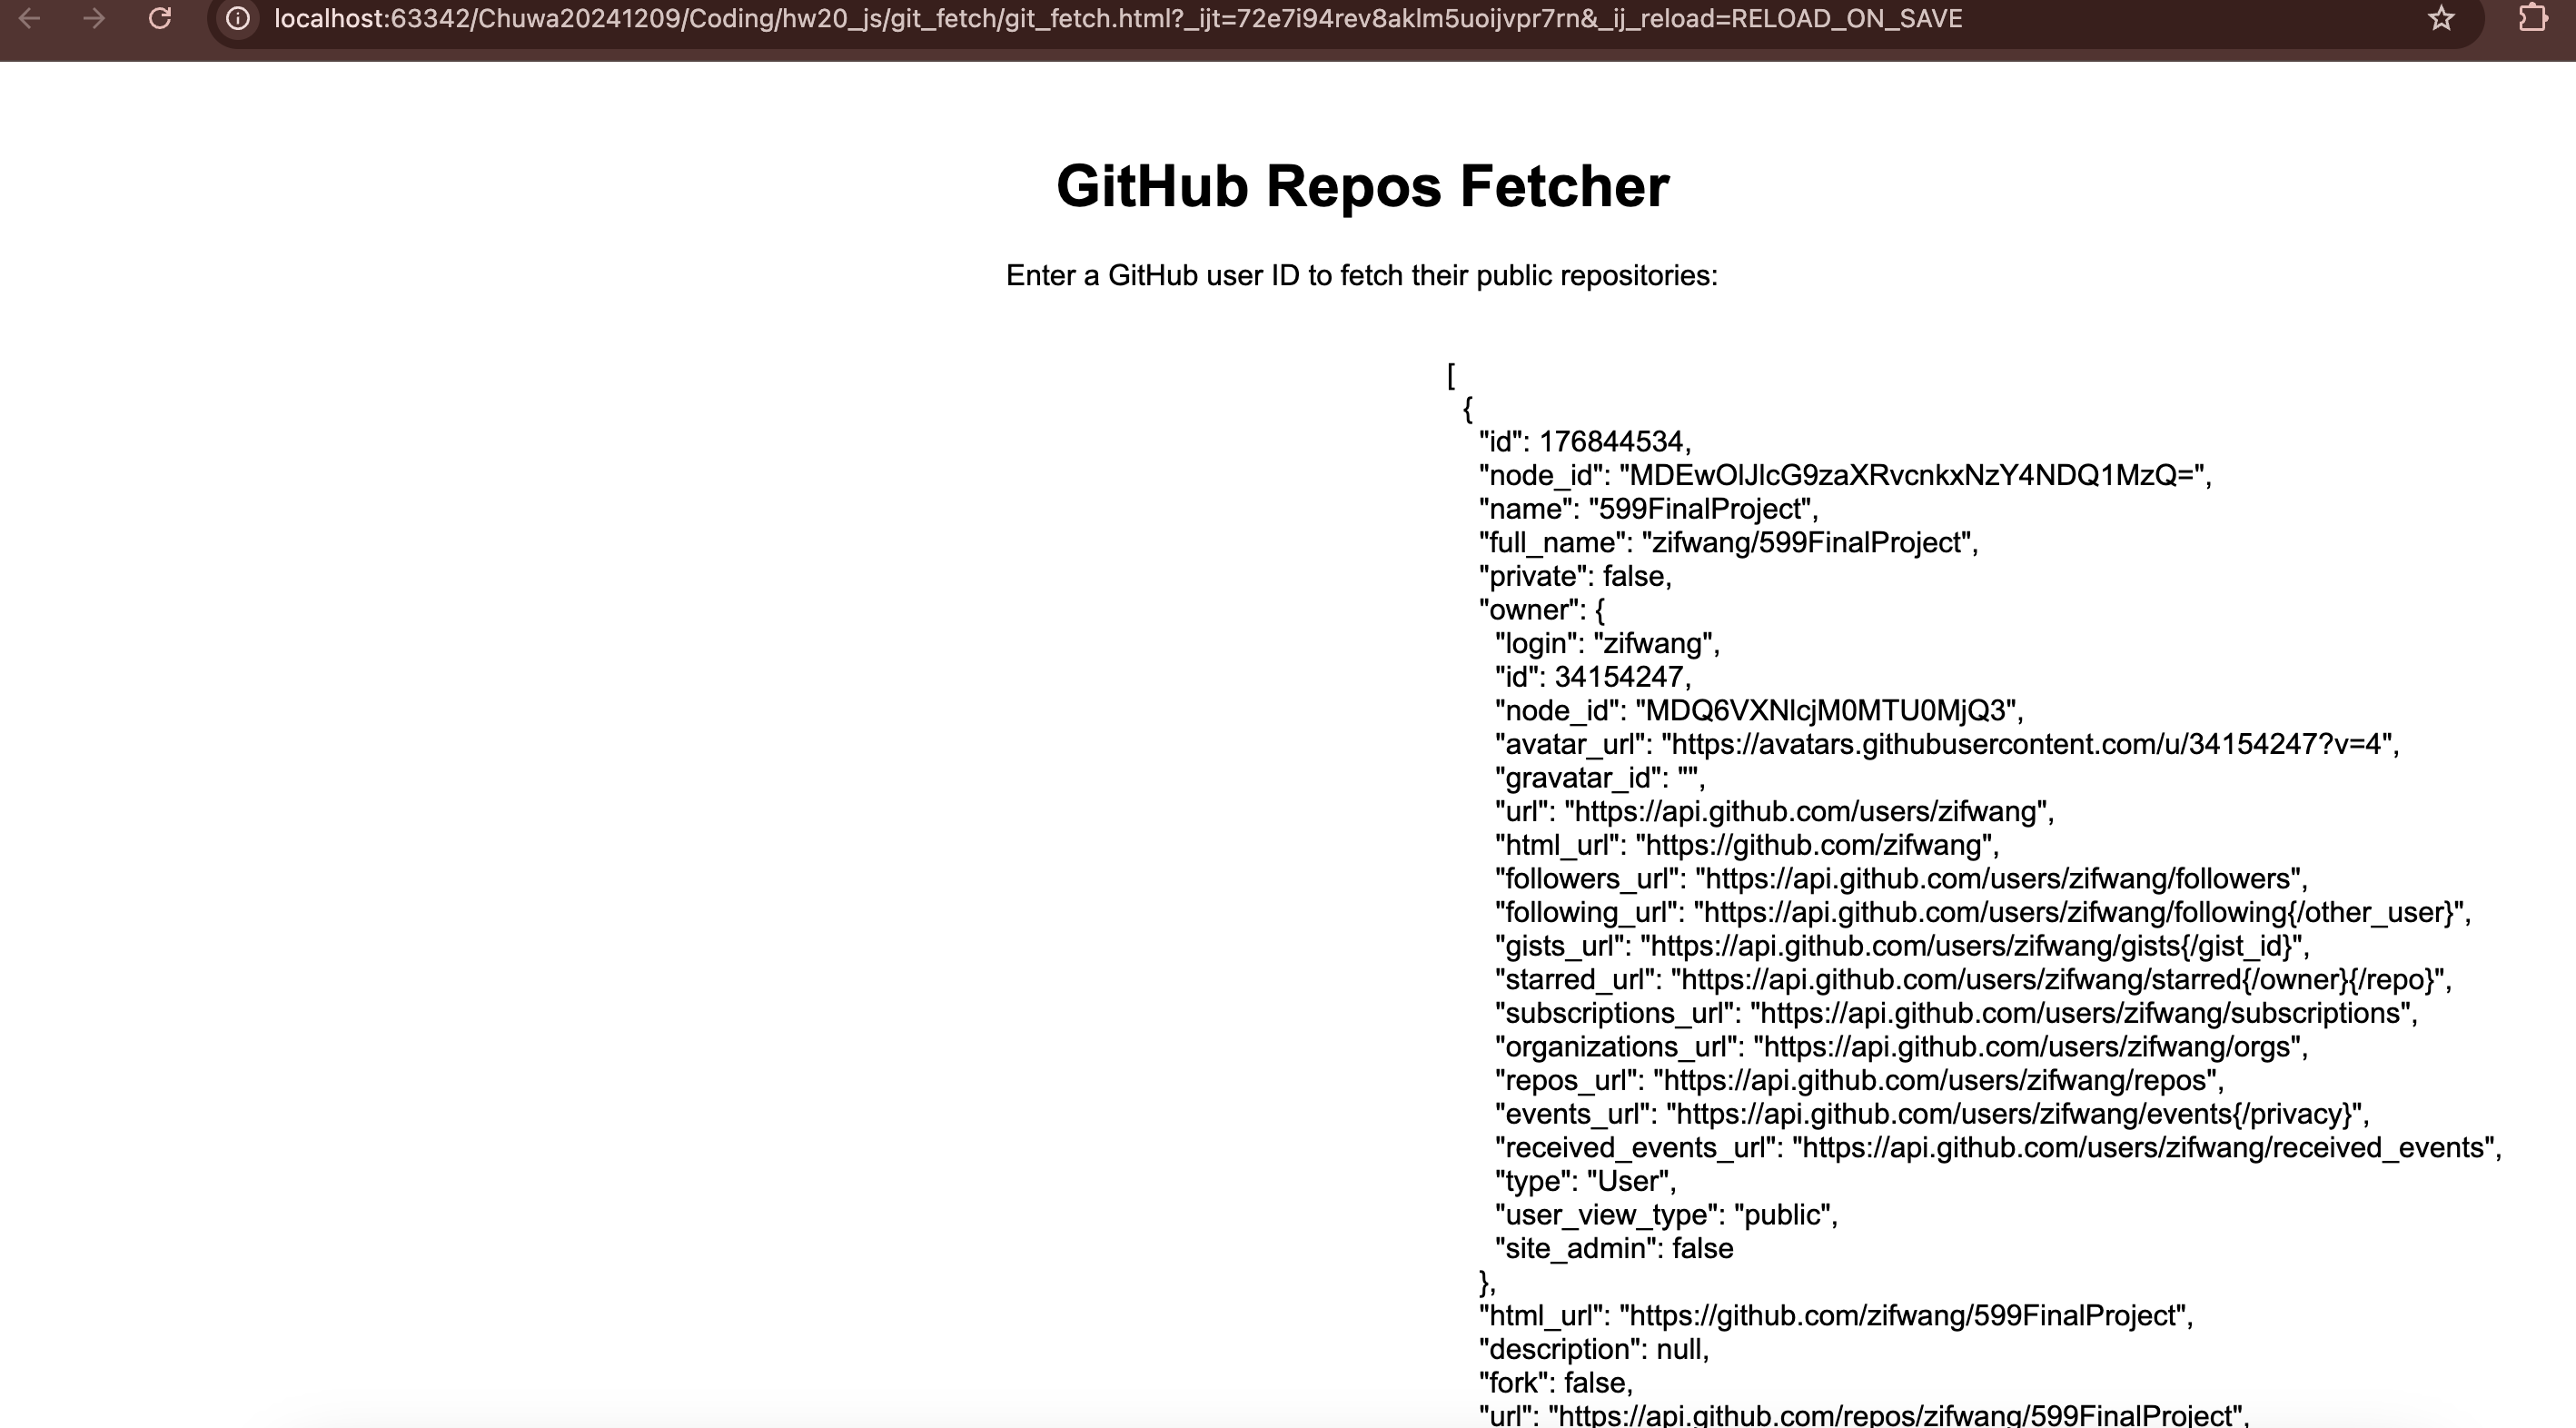 localhost:63342/Chuwa20241209/Coding/hw20_js/git_fetch/git_fetch.html?_ijt=72e7i94rev8aklm5uoijvpr7rn&_ij_reload=RELOAD_ON_SAVE
GitHub Repos Fetcher
Enter a GitHub user ID to fetch their public repositories:
[
{
"id": 176844534,
"node_id": "MDEwOlJlcG9zaXRvcnkxNzY4NDQ1MzQ=",
"name": "599FinalProject",
"full_name": "zifwang/599FinalProject",
"private": false,
"owner": {
"login": "zifwang",
"id": 34154247,
"node_id": "MDQ6VXNlcjM0MTU0MjQ3",
"avatar_url": "https://avatars.githubusercontent.com/u/34154247?v=4",
"gravatar_id": "",
"url": "https://api.github.com/users/zifwang",
"html_url": "https://github.com/zifwang",
"followers_url": "https://api.github.com/users/zifwang/followers",
"following_url": "https://api.github.com/users/zifwang/following{/other_user}",
"gists_url": "https://api.github.com/users/zifwang/gists{/gist_id}",
"starred_url": "https://api.github.com/users/zifwang/starred{/owner}{/repo}",
"subscriptions_url": "https://api.github.com/users/zifwang/subscriptions",
"organizations_url": "https://api.github.com/users/zifwang/orgs",
"repos_url": "https://api.github.com/users/zifwang/repos",
"events_url": "https://api.github.com/users/zifwang/events{/privacy}",
"received_events_url": "https://api.github.com/users/zifwang/received_events",
"type": "User",
"user_view_type": "public",
"site_admin": false
},
"html_url": "https://github.com/zifwang/599FinalProject",
"description": null,
"fork": false,
"url": "https://api.github.com/repos/zifwang/599FinalProject",